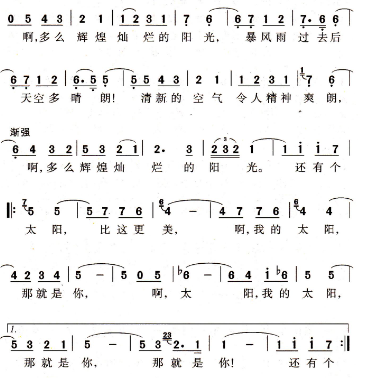 0 5 4 3 | 2 1 | 1 2 3 1 | 7 6 | 6 7 1 2 | 7· 6 6
啊,多么 辉 煌 灿 烂的阳 光, 暴风雨 过去后
6 7 1 2 | 6· 5 5 | 5 5 4 3 | 2 1 | 1 2 3 1 | 7 6
天空多 晴 朗! 清新的 空 气 令人精神 爽 朗,
渐强
6 4 3 2 | 5 3 2 1 | 2· 3 | 2 3 2 1 | 1 i i 7
啊,多么辉煌灿 烂 的 阳 光。 还有个
5 5 | 5 7 7 6 | 4 - | 4 7 7 6 | 4 4
太 阳, 比这更 美, 啊,我的 太 阳,
4 2 3 4 | 5 - | 5 0 5 | ♭6 - | 6 4 i ♭6 | 5 5
那就是 你, 啊, 太 阳,我的 太 阳,
1.
5 3 2 1 | 5 - | 5 3 2· 1 | 1 - | 1 i i 7 :‖
那就是 你, 那 就 是 你! 还有个